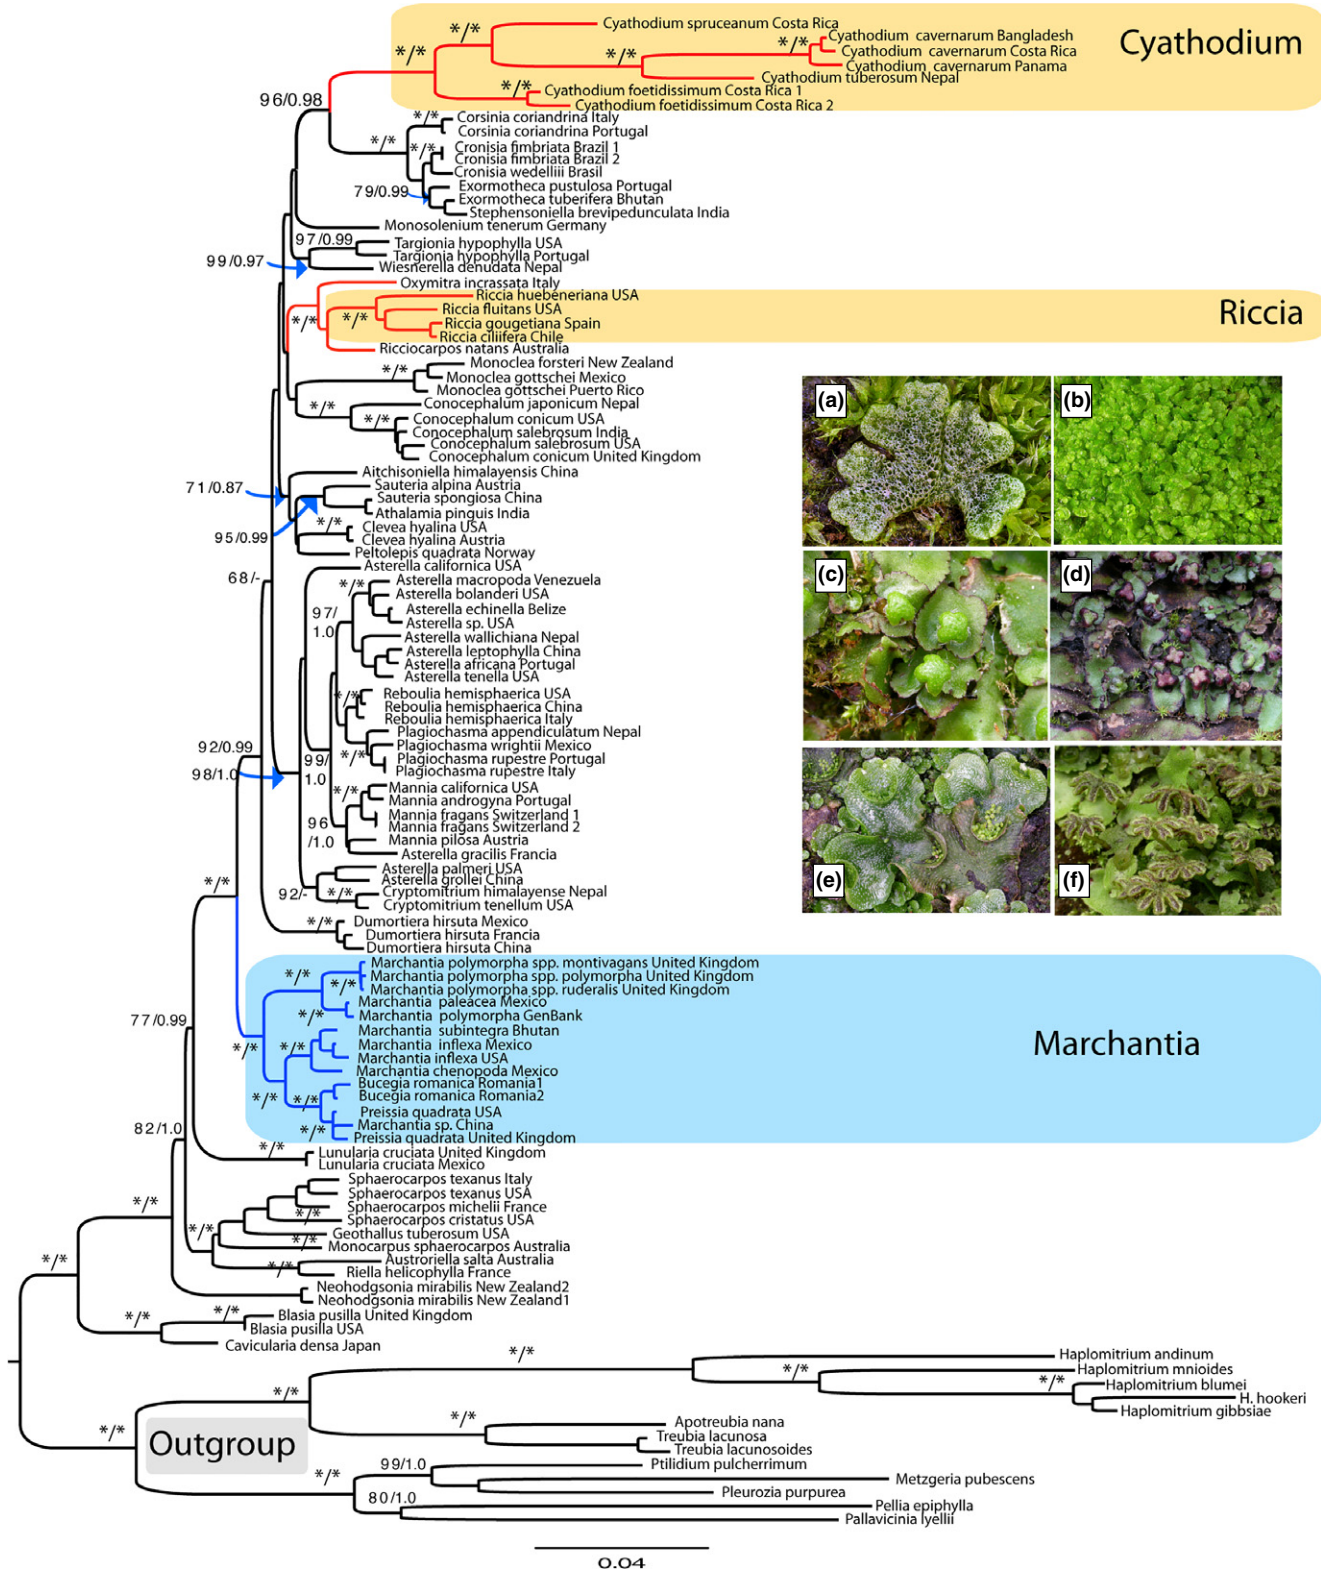 */*
Cyathodium spruceanum Costa Rica
*/*
*/*
Cyathodium cavernarum Bangladesh
Cyathodium cavernarum Costa Rica
Cyathodium cavernarum Panama
*/*
Cyathodium tuberosum Nepal
Cyathodium
*/*
Cyathodium foetidissimum Costa Rica 1
Cyathodium foetidissimum Costa Rica 2
96/0.98
*/*
Corsinia coriandrina Italy
Corsinia coriandrina Portugal
*/*
*/*
Cronisia fimbriata Brazil 1
Cronisia fimbriata Brazil 2
Cronisia wedelliii Brasil
79/0.99
Exormotheca pustulosa Portugal
Exormotheca tuberifera Bhutan
Stephensoniella brevipedunculata India
Monosolenium tenerum Germany
97/0.99
Targionia hypophylla USA
Targionia hypophylla Portugal
99/0.97
Wiesnerella denudata Nepal
Oxymitra incrassata Italy
*/*
*/*
Riccia huebeneriana USA
Riccia fluitans USA
Riccia gougetiana Spain
Riccia ciliifera Chile
Riccia
Ricciocarpos natans Australia
*/*
Monoclea forsteri New Zealand
Monoclea gottschei Mexico
Monoclea gottschei Puerto Rico
*/*
Conocephalum japonicum Nepal
*/*
Conocephalum conicum USA
Conocephalum salebrosum India
Conocephalum salebrosum USA
Conocephalum conicum United Kingdom
Aitchisoniella himalayensis China
71/0.87
Sauteria alpina Austria
Sauteria spongiosa China
Athalamia pinguis India
95/0.99
*/*
Clevea hyalina USA
Clevea hyalina Austria
Peltolepis quadrata Norway
68/-
Asterella californica USA
*/*
Asterella macropoda Venezuela
Asterella bolanderi USA
Asterella echinella Belize
Asterella sp. USA
97/
1.0
Asterella wallichiana Nepal
Asterella leptophylla China
Asterella africana Portugal
Asterella tenella USA
*/*
Reboulia hemisphaerica USA
Reboulia hemisphaerica China
Reboulia hemisphaerica Italy
*/*
Plagiochasma appendiculatum Nepal
Plagiochasma wrightii Mexico
Plagiochasma rupestre Portugal
Plagiochasma rupestre Italy
92/0.99
98/1.0
99/
1.0
*/*
Mannia californica USA
Mannia androgyna Portugal
Mannia fragans Switzerland 1
Mannia fragans Switzerland 2
96
/1.0
Mannia pilosa Austria
Asterella gracilis Francia
Asterella palmeri USA
Asterella grollei China
92/-
*/*
Cryptomitrium himalayense Nepal
Cryptomitrium tenellum USA
*/*
*/*
Dumortiera hirsuta Mexico
Dumortiera hirsuta Francia
Dumortiera hirsuta China
(a)
(b)
(c)
(d)
(e)
(f)
*/*
*/*
Marchantia polymorpha spp. montivagans United Kingdom
Marchantia polymorpha spp. polymorpha United Kingdom
Marchantia polymorpha spp. ruderalis United Kingdom
*/*
Marchantia paleacea Mexico
Marchantia polymorpha GenBank
77/0.99
*/*
*/*
Marchantia subintegra Bhutan
Marchantia inflexa Mexico
Marchantia inflexa USA
Marchantia chenopoda Mexico
Marchantia
*/*
*/*
Bucegia romanica Romania1
Bucegia romanica Romania2
*/*
Preissia quadrata USA
Marchantia sp. China
Preissia quadrata United Kingdom
82/1.0
*/*
Lunularia cruciata United Kingdom
Lunularia cruciata Mexico
*/*
Sphaerocarpos texanus Italy
Sphaerocarpos texanus USA
Sphaerocarpos michelii France
*/*
Sphaerocarpos cristatus USA
*/*
Geothallus tuberosum USA
*/*
Monocarpus sphaerocarpos Australia
*/*
Austroriella salta Australia
Riella helicophylla France
*/*
Neohodgsonia mirabilis New Zealand2
Neohodgsonia mirabilis New Zealand1
*/*
*/*
Blasia pusilla United Kingdom
Blasia pusilla USA
Cavicularia densa Japan
*/*
Haplomitrium andinum
*/*
Haplomitrium mnioides
*/*
Haplomitrium blumei
H. hookeri
Haplomitrium gibbsiae
*/*
*/*
Apotreubia nana
Treubia lacunosa
Treubia lacunosoides
*/*
Outgroup
*/*
99/1.0
Ptilidium pulcherrimum
Metzgeria pubescens
Pleurozia purpurea
80/1.0
Pellia epiphylla
Pallavicinia lyellii
0.04